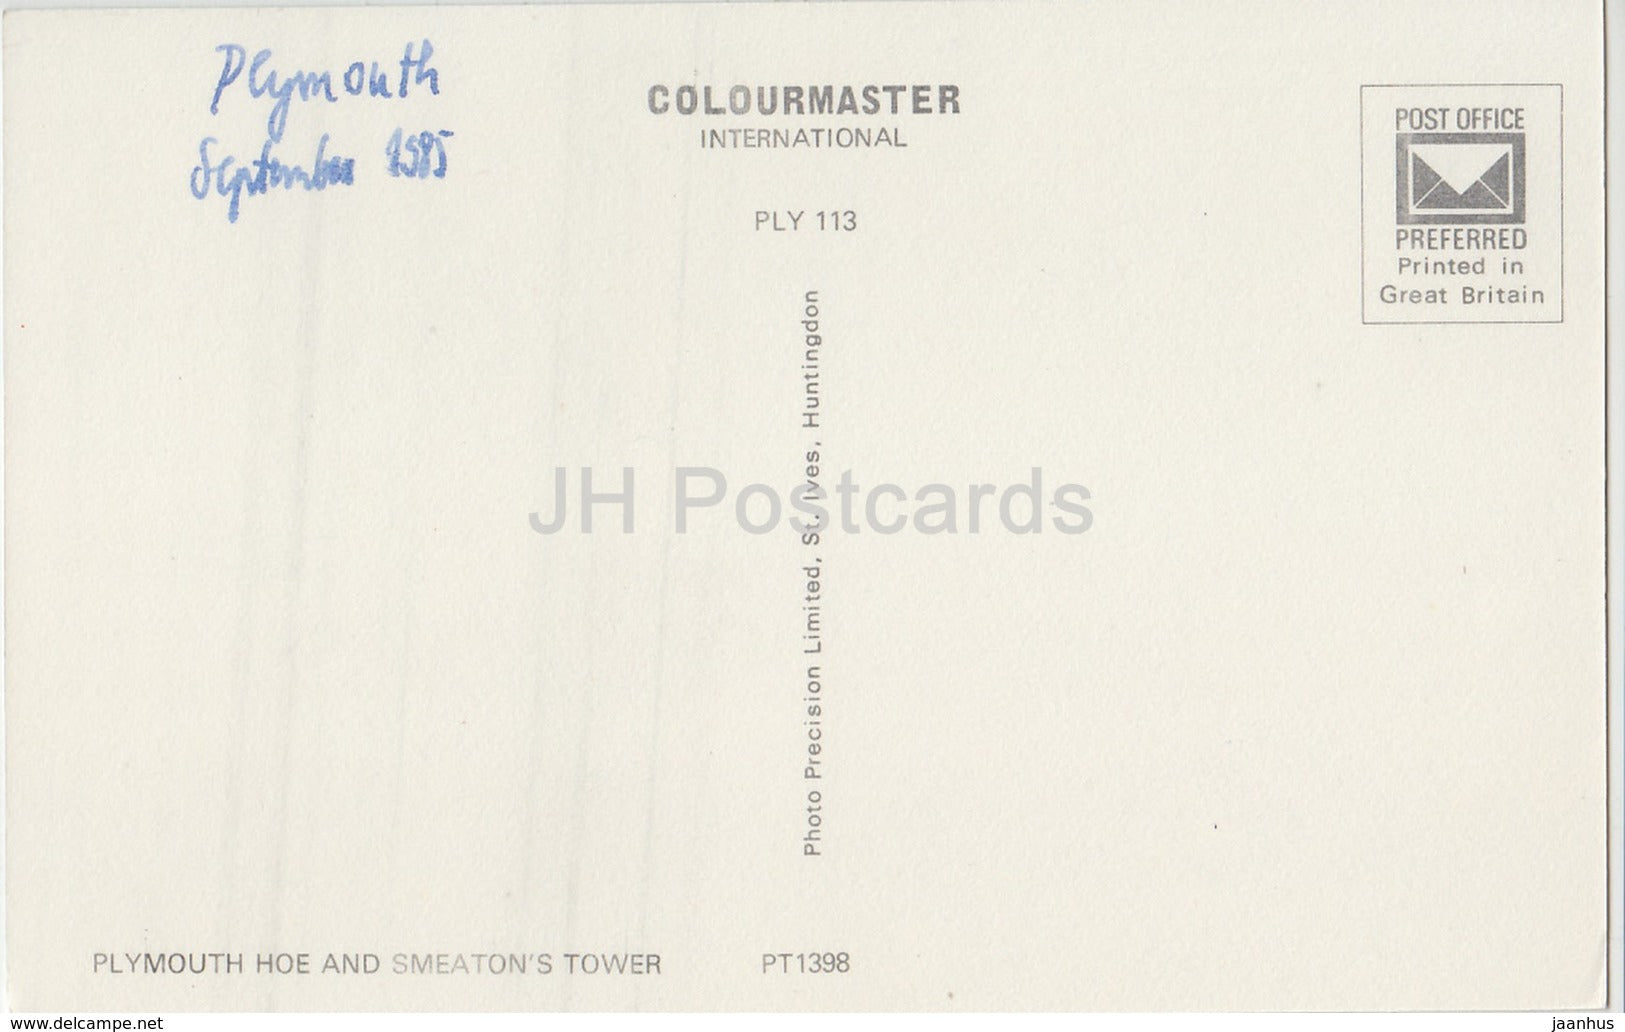 Plymouth
September 1985
COLOURMASTER
INTERNATIONAL
PLY 113
POST OFFICE
PREFERRED
Printed in
Great Britain
Photo Precision Limited, St. Ives, Huntingdon
JH Postcards
PLYMOUTH HOE AND SMEATON'S TOWER PT1398
www.delcampe.net
jaanhus